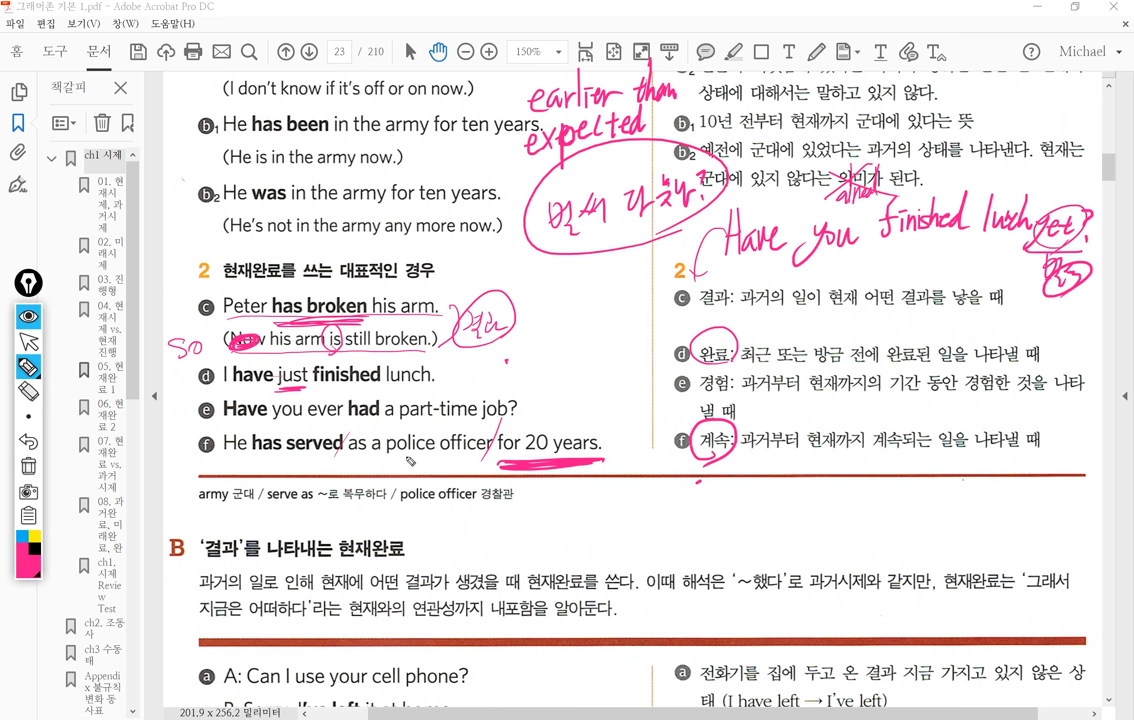 그래머존 기본 1.pdf - Adobe Acrobat Pro DC
파일 편집 보기(V) 창(W) 도움말(H)
홈 도구 문서 23 / 210 150% Michael
책갈피
ch1 시제
01. 현재시제, 과거시제
02. 미래시제
03. 진행형
04. 현재시제 vs. 현재진행
05. 현재완료 1
06. 현재완료 2
07. 현재완료 vs. 과거시제
08. 과거완료, 미래완료, 완
ch1. 시제 Review Test
ch2. 조동사
ch3 수동태
Appendix 불규칙 변화 동사표
(I don't know if it's off or on now.)
b1 He has been in the army for ten years.
(He is in the army now.)
b2 He was in the army for ten years.
(He's not in the army any more now.)
earlier than
expected
벌써 다 했니?
상태에 대해서는 말하고 있지 않다.
b1 10년 전부터 현재까지 군대에 있다는 뜻
b2 예전에 군대에 있었다는 과거의 상태를 나타낸다. 현재는
군대에 있지 않다는 의미가 된다.
Have you finished lunch yet?
2 현재완료를 쓰는 대표적인 경우
c Peter has broken his arm.
(Now his arm is still broken.)
결과
so
d I have just finished lunch.
e Have you ever had a part-time job?
f He has served as a police officer for 20 years.
2
c 결과: 과거의 일이 현재 어떤 결과를 낳을 때
d 완료: 최근 또는 방금 전에 완료된 일을 나타낼 때
e 경험: 과거부터 현재까지의 기간 동안 경험한 것을 나타
낼 때
f 계속: 과거부터 현재까지 계속되는 일을 나타낼 때
army 군대 / serve as ~로 복무하다 / police officer 경찰관
B '결과'를 나타내는 현재완료
과거의 일로 인해 현재에 어떤 결과가 생겼을 때 현재완료를 쓴다. 이때 해석은 '~했다'로 과거시제와 같지만, 현재완료는 '그래서
지금은 어떠하다'라는 현재와의 연관성까지 내포함을 알아둔다.
a A: Can I use your cell phone?
a 전화기를 집에 두고 온 결과 지금 가지고 있지 않은 상
태 (I have left → I've left)
201.9 x 256.2 밀리미터